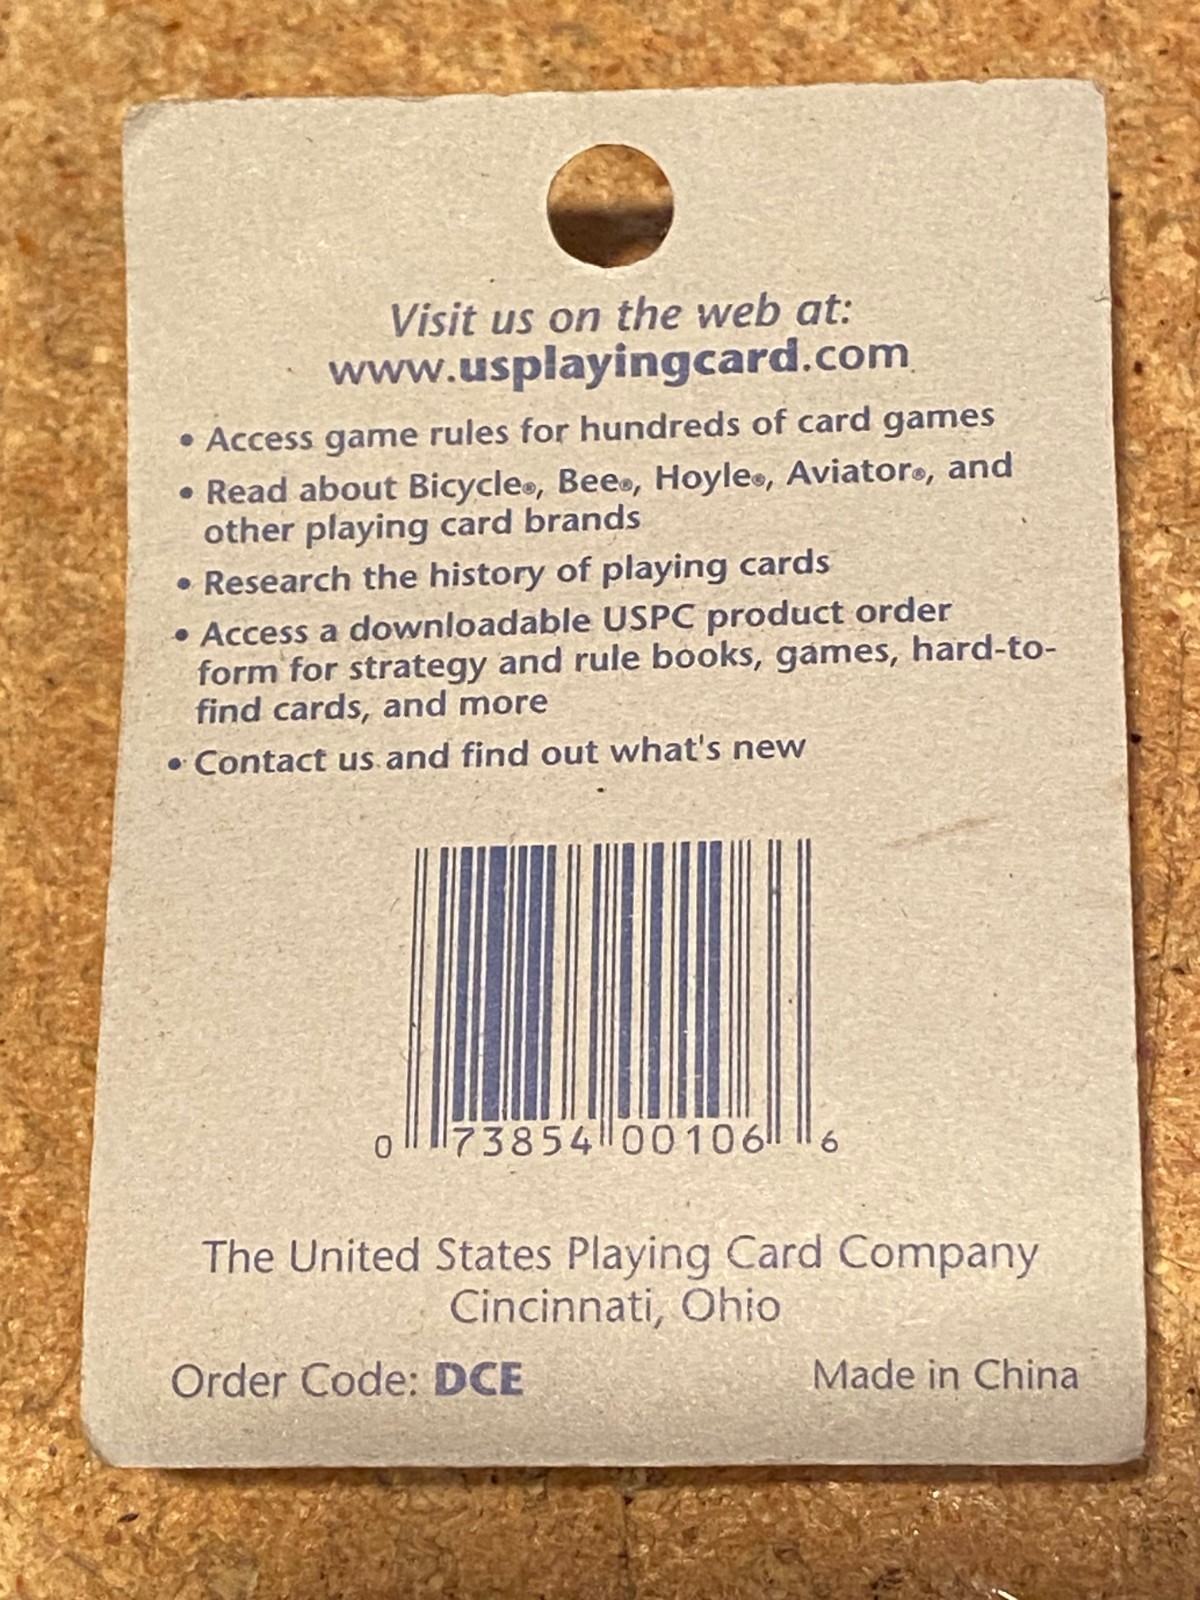 Visit us on the web at:
www.usplayingcard.com
• Access game rules for hundreds of card games
• Read about Bicycle®, Bee®, Hoyle®, Aviator®, and
other playing card brands
• Research the history of playing cards
• Access a downloadable USPC product order
form for strategy and rule books, games, hard-to-
find cards, and more
• Contact us and find out what's new
0 73854 00106 6
The United States Playing Card Company
Cincinnati, Ohio
Order Code: DCE Made in China